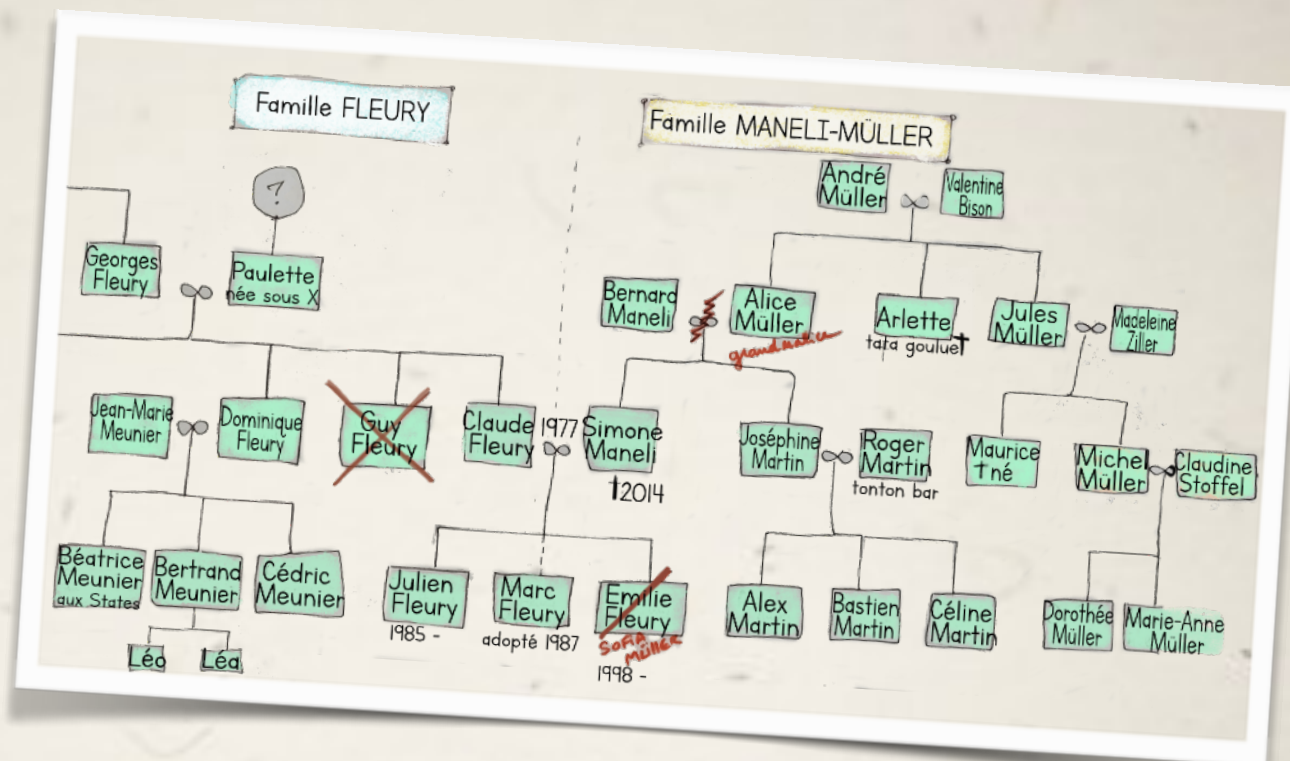 Famille FLEURY
Famille MANELI-MÜLLER
?
André
Müller
Valentine
Bison
Georges
Fleury
Paulette
née sous X
Bernard
Maneli
Alice
Müller
grand matice
Arlette
tata goulue†
Jules
Müller
Madeleine
Ziller
Jean-Marie
Meunier
Dominique
Fleury
Guy
Fleury
Claude
Fleury
1977
Simone
Maneli
†2014
Joséphine
Martin
Roger
Martin
tonton bar
Maurice
†né
Michel
Müller
Claudine
Stoffel
Béatrice
Meunier
aux States
Bertrand
Meunier
Cédric
Meunier
Julien
Fleury
1985 -
Marc
Fleury
adopté 1987
Emilie
Fleury
SOFIA
MÜLLER
1998 -
Alex
Martin
Bastien
Martin
Céline
Martin
Dorothée
Müller
Marie-Anne
Müller
Léo
Léa